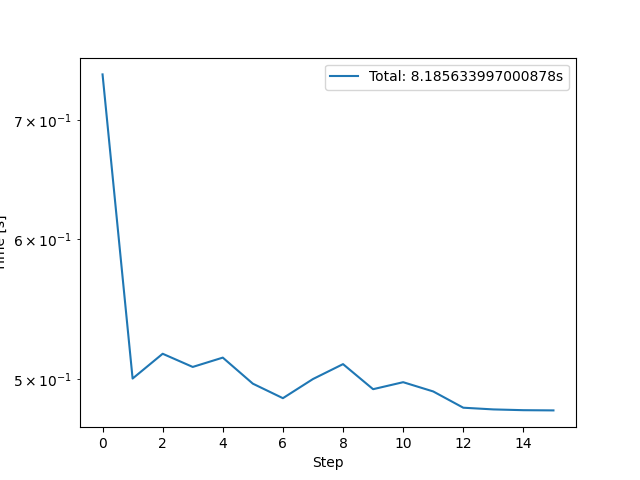 Total: 8.185633997000878s
7 × 10⁻¹
6 × 10⁻¹
5 × 10⁻¹
[s]
0 2 4 6 8 10 12 14
Step